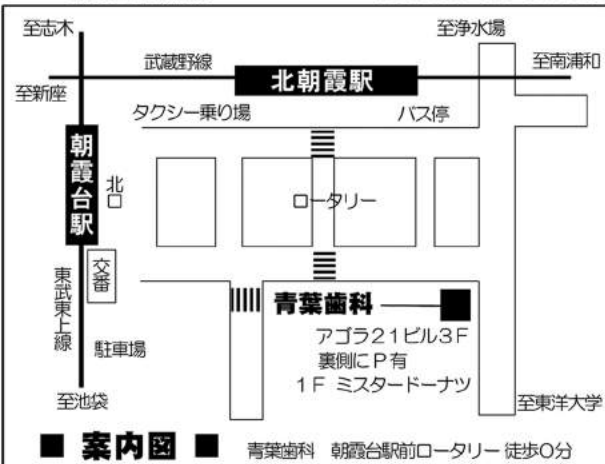 至志木
至浄水場
武蔵野線
北朝霞駅
至南浦和
至新座
タクシー乗り場
バス停
朝霞台駅
北口
ロータリー
交番
東武東上線
青葉歯科
アゴラ21ビル3F
裏側にP有
1F ミスタードーナツ
駐車場
至池袋
至東洋大学
■ 案内図 ■
青葉歯科 朝霞台駅前ロータリー 徒歩0分